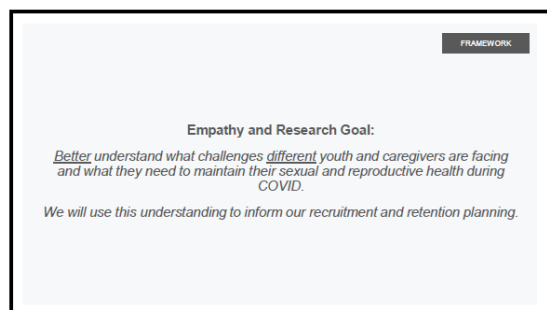 FRAMEWORK
Empathy and Research Goal:
Better understand what challenges different youth and caregivers are facing
and what they need to maintain their sexual and reproductive health during
COVID.
We will use this understanding to inform our recruitment and retention planning.